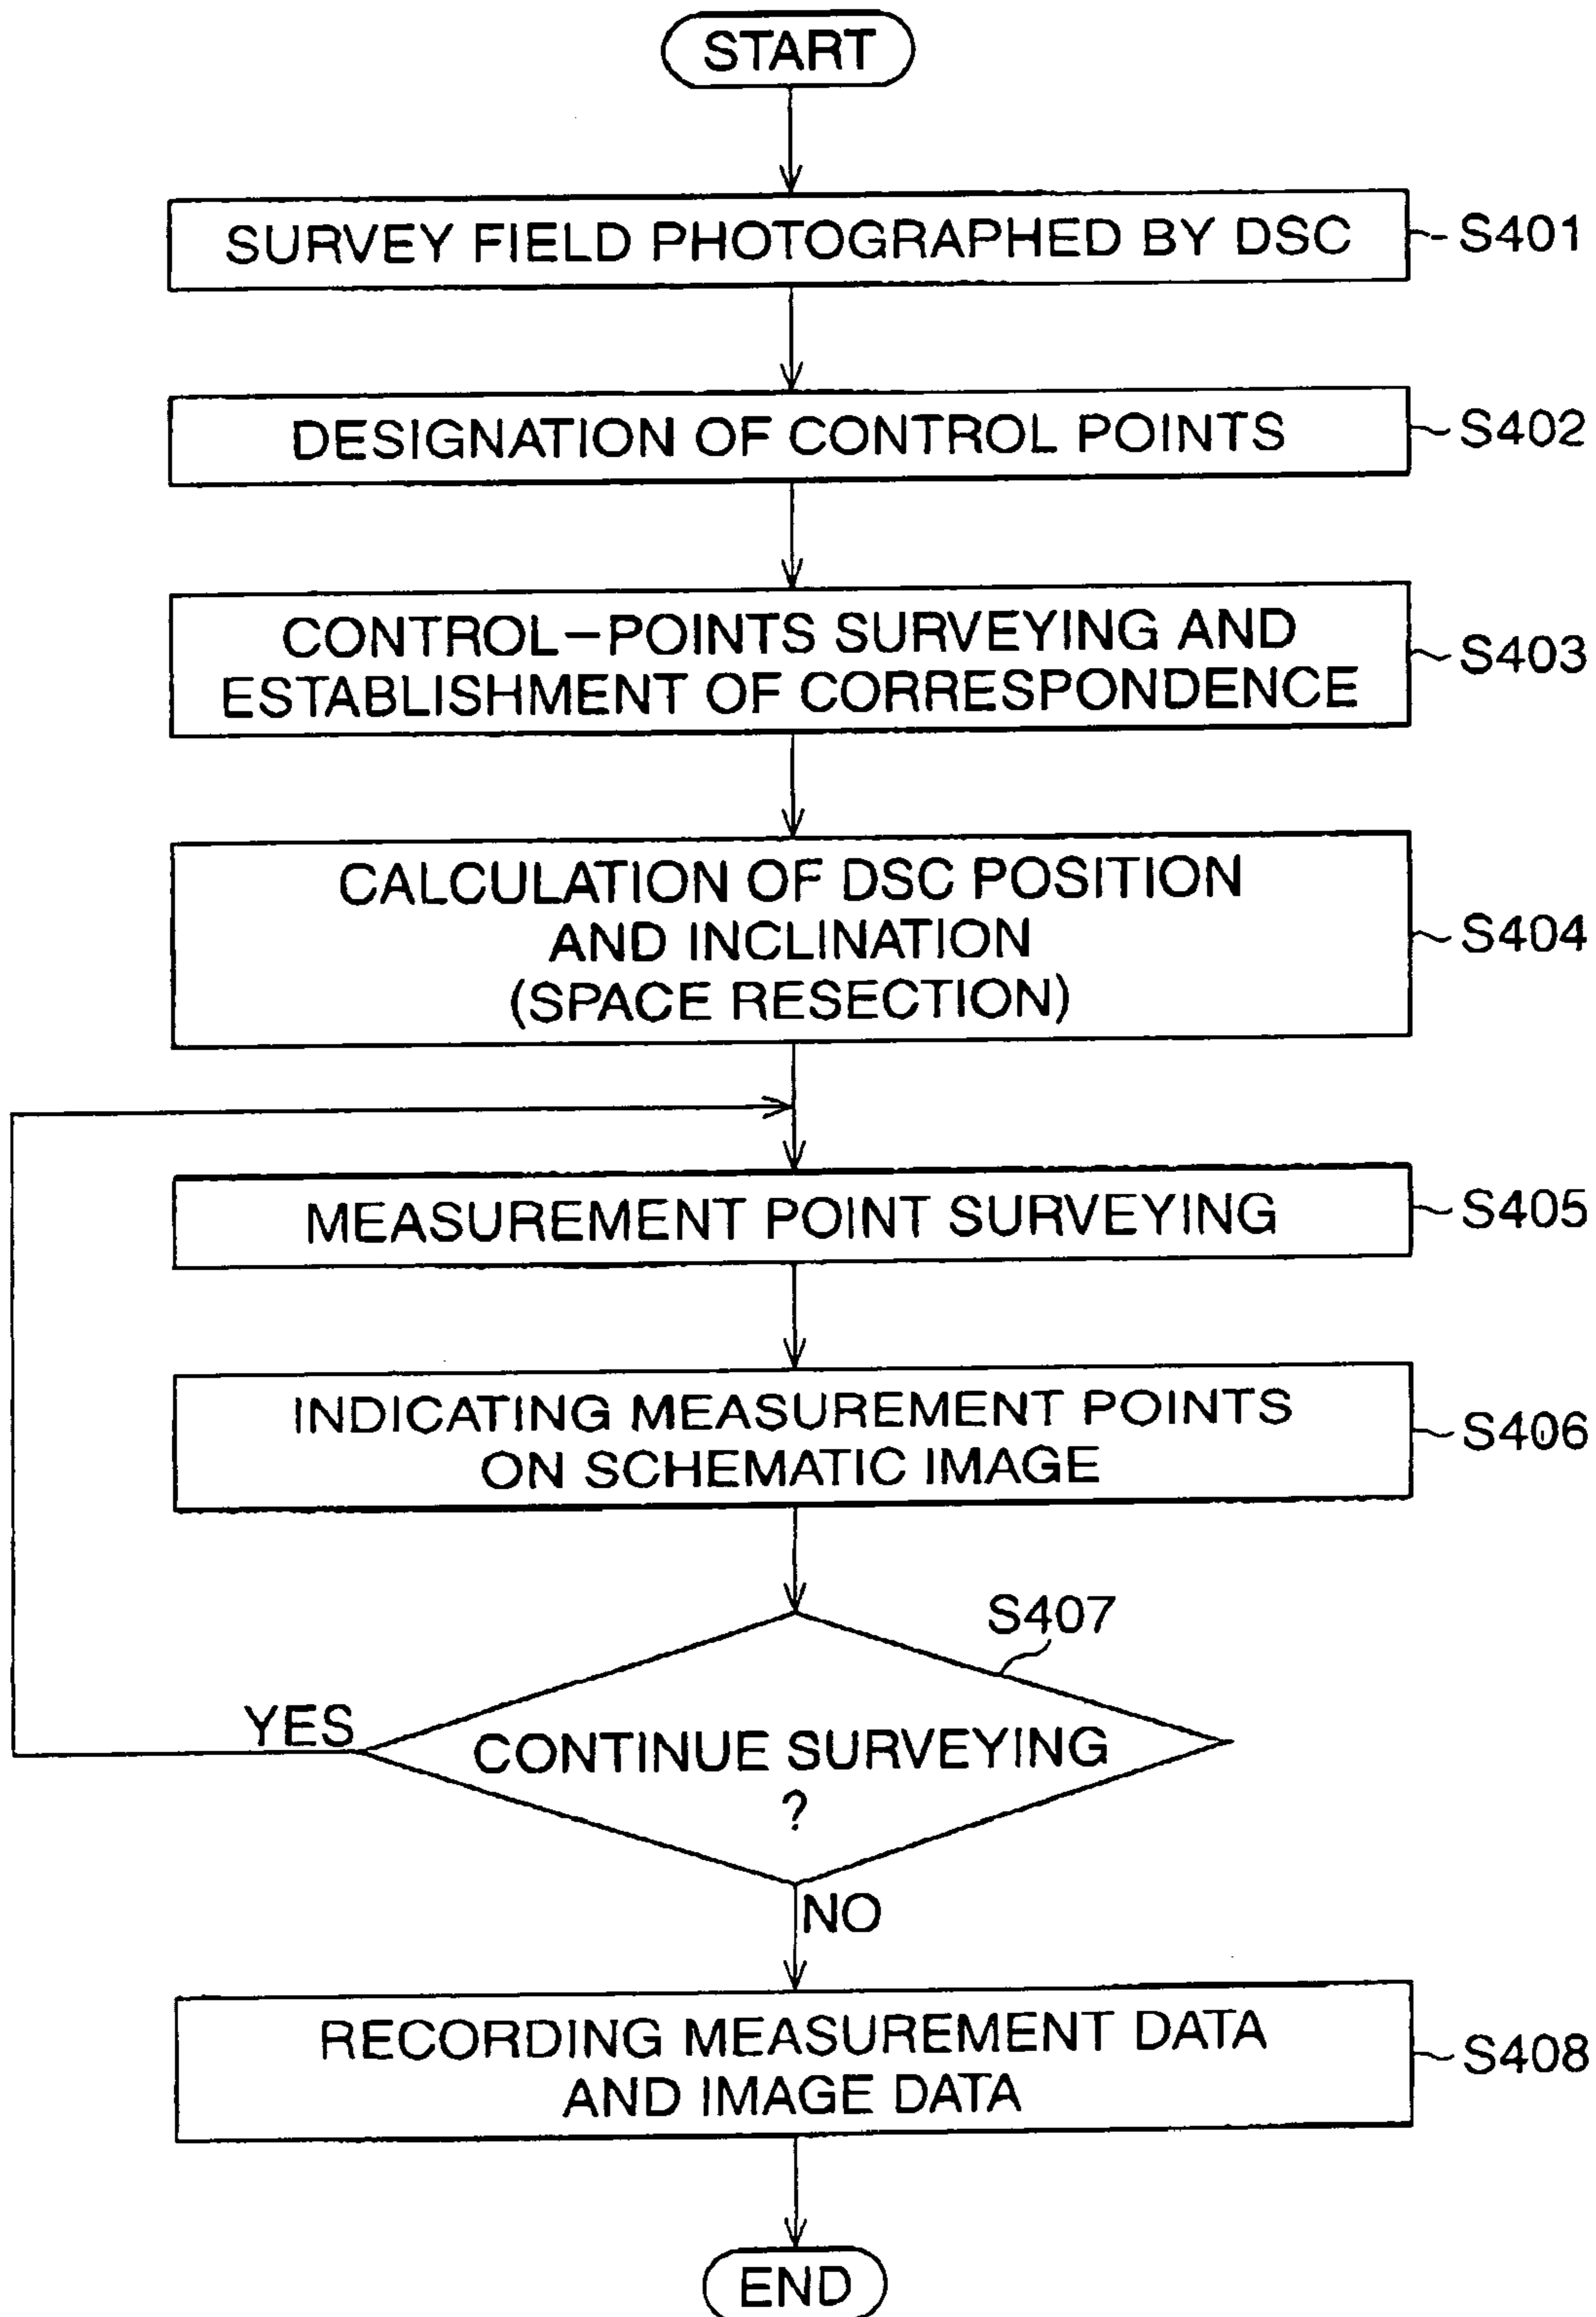 START
SURVEY FIELD PHOTOGRAPHED BY DSC
S401
DESIGNATION OF CONTROL POINTS
S402
CONTROL-POINTS SURVEYING AND
ESTABLISHMENT OF CORRESPONDENCE
S403
CALCULATION OF DSC POSITION
AND INCLINATION
(SPACE RESECTION)
S404
MEASUREMENT POINT SURVEYING
S405
INDICATING MEASUREMENT POINTS
ON SCHEMATIC IMAGE
S406
S407
YES
CONTINUE SURVEYING
?
NO
RECORDING MEASUREMENT DATA
AND IMAGE DATA
S408
END